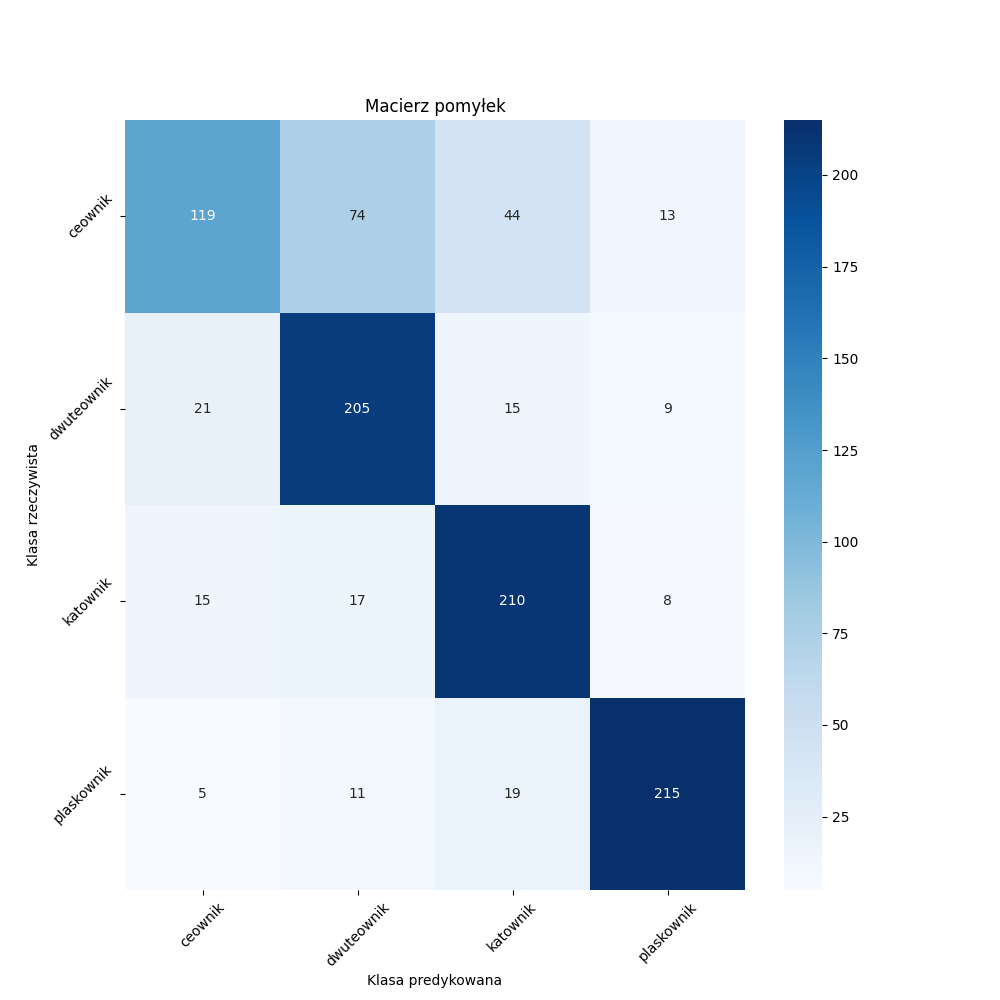 Macierz pomyłek
ceownik 119 74 44 13
dwuteownik 21 205 15 9
katownik 15 17 210 8
plaskownik 5 11 19 215
Klasa rzeczywista
ceownik dwuteownik katownik plaskownik
Klasa predykowana
200
175
150
125
100
75
50
25